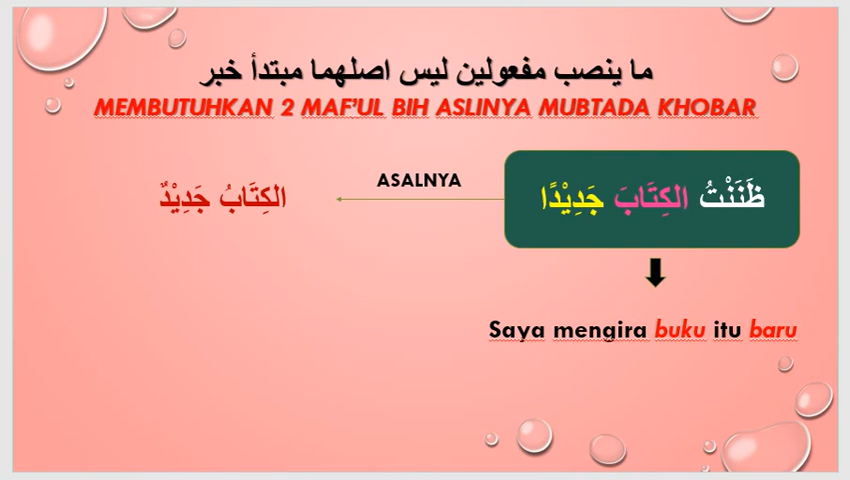 ما ينصب مفعولين ليس اصلهما مبتدأ خبر
MEMBUTUHKAN 2 MAF'UL BIH ASLINYA MUBTADA KHOBAR
ظَنَنْتُ الكِتَابَ جَدِيْدًا
ASALNYA
الكِتَابُ جَدِيْدٌ
Saya mengira buku itu baru